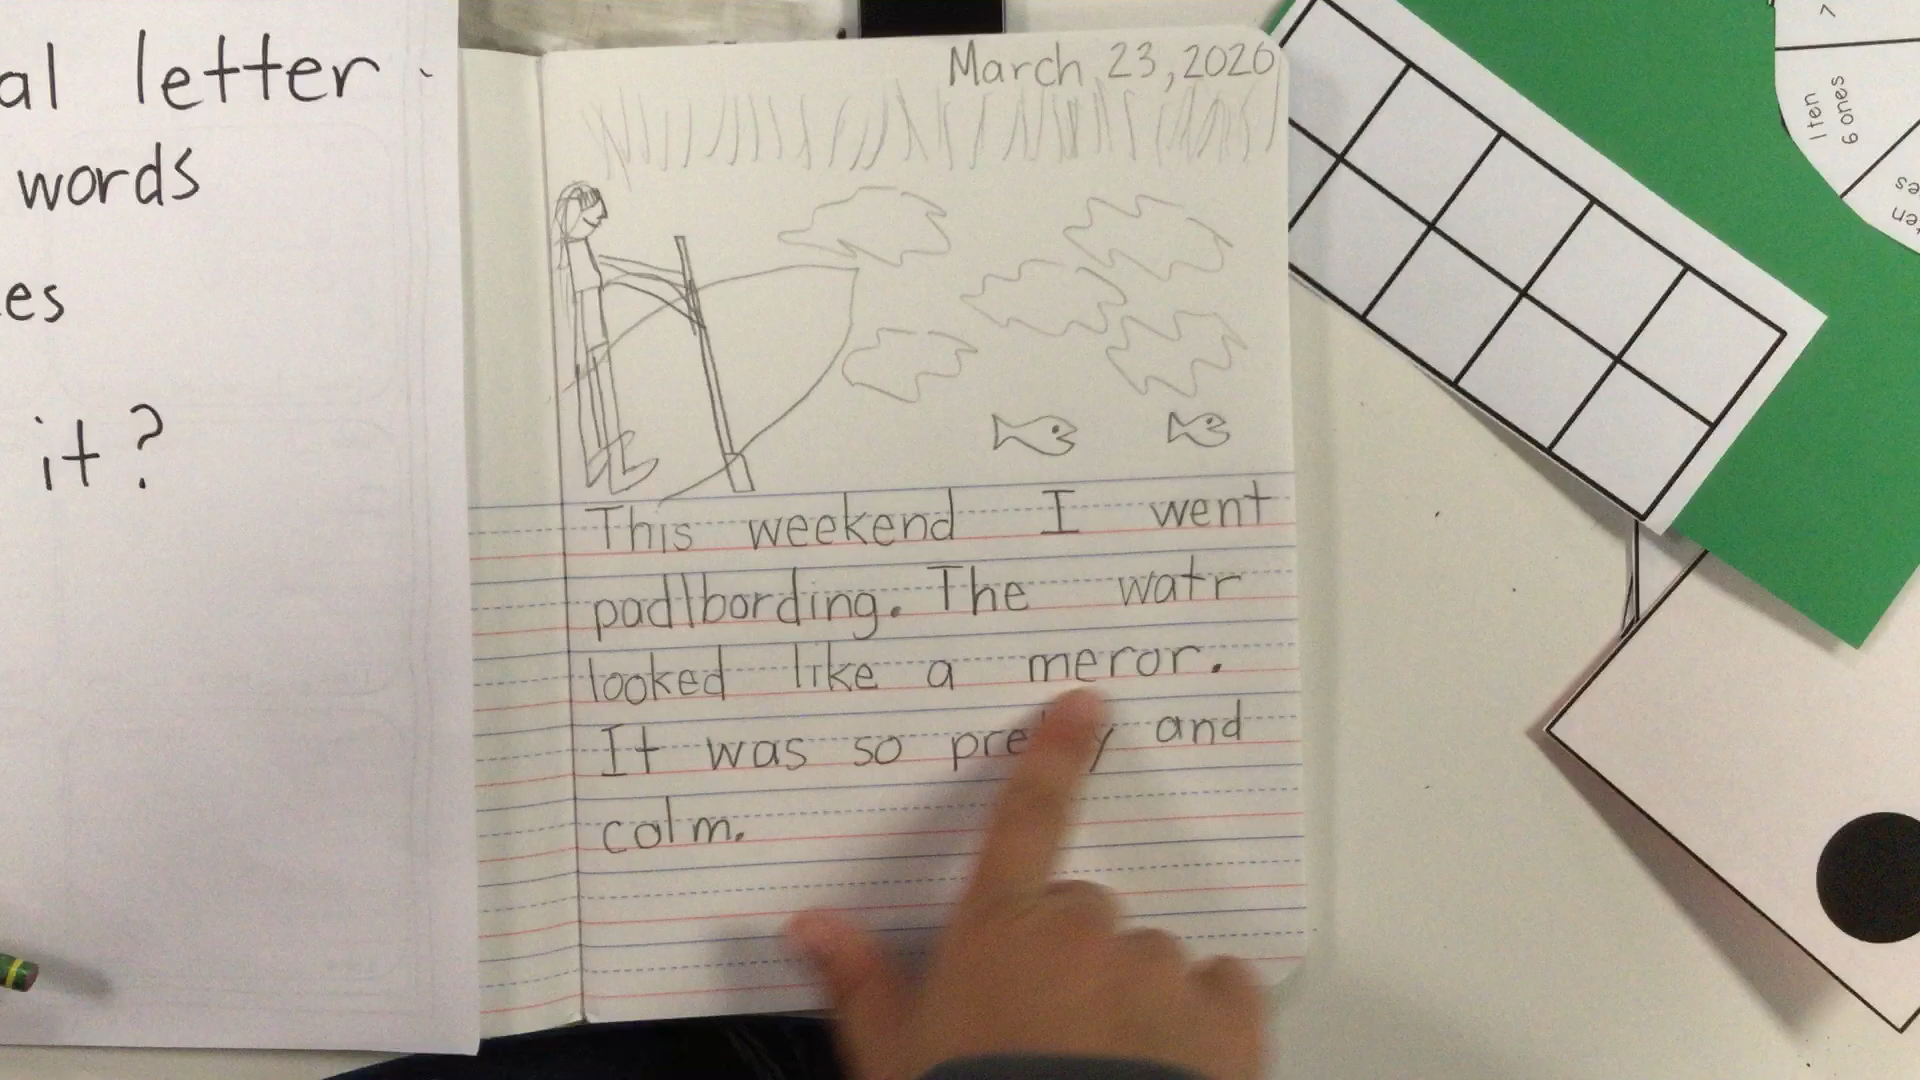 al letter
words
es
it?
March 23, 2020
This weekend I went
padlbording. The watr
looked like a meror.
It was so and
colm.
1 ten
6 ones